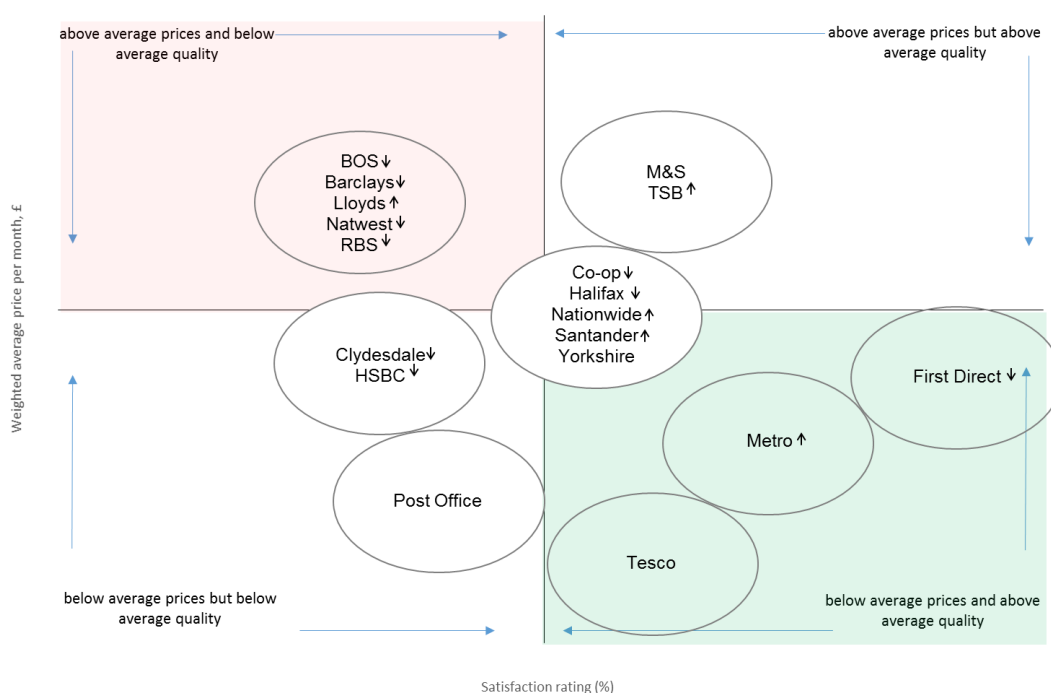 above average prices and below
average quality
above average prices but above
average quality
BOS↓
Barclays↓
Lloyds↑
Natwest↓
RBS↓
M&S
TSB↑
Co-op↓
Halifax ↓
Nationwide↑
Santander↑
Yorkshire
Clydesdale↓
HSBC↓
First Direct ↓
Metro↑
Post Office
Tesco
below average prices but below
average quality
below average prices and above
average quality
Weighted average price per month, £
Satisfaction rating (%)